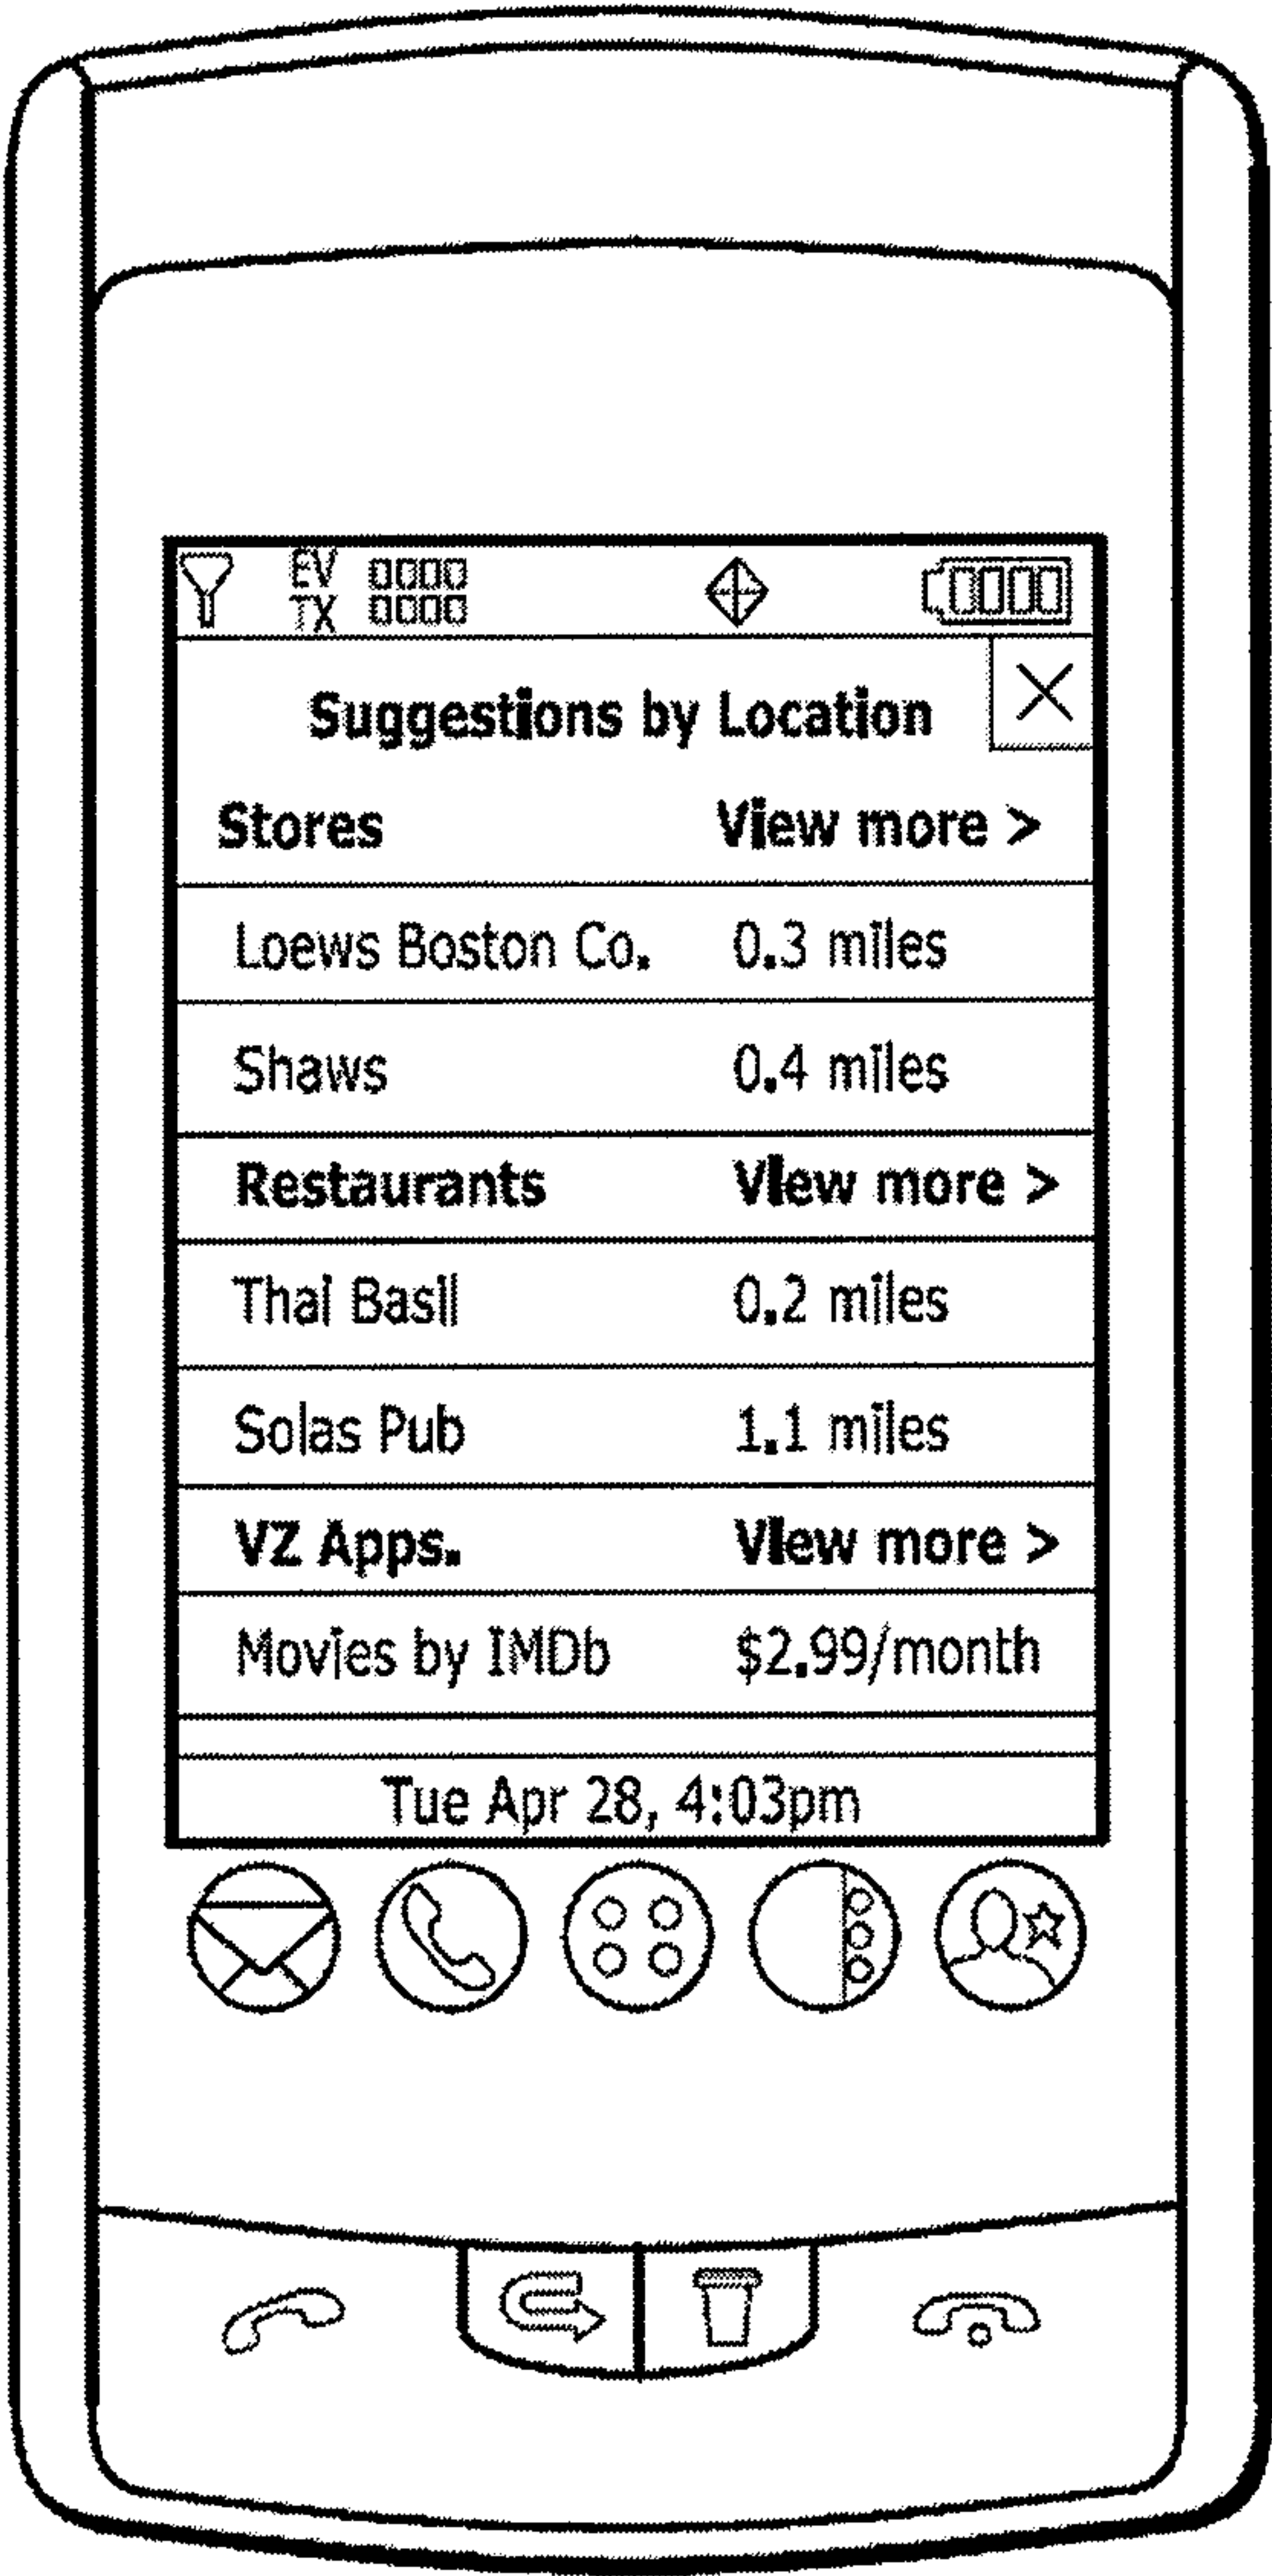 EV
TX
Suggestions by Location
Stores View more >
Loews Boston Co. 0.3 miles
Shaws 0.4 miles
Restaurants View more >
Thai Basil 0.2 miles
Solas Pub 1.1 miles
VZ Apps. View more >
Movies by IMDb $2.99/month
Tue Apr 28, 4:03pm